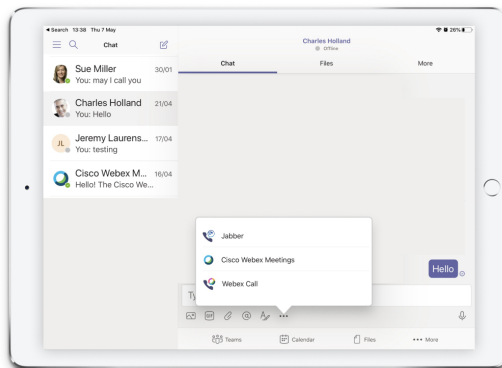 Search 13:38 Thu 7 May
26%
Chat
Charles Holland
Offline
Chat Files More
Sue Miller 30/01
You: may I call you
Charles Holland 21/04
You: Hello
JL
Jeremy Laurens... 17/04
You: testing
Cisco Webex M... 16/04
Hello! The Cisco We...
Jabber
Cisco Webex Meetings
Webex Call
Hello
Ty
Teams Calendar Files More